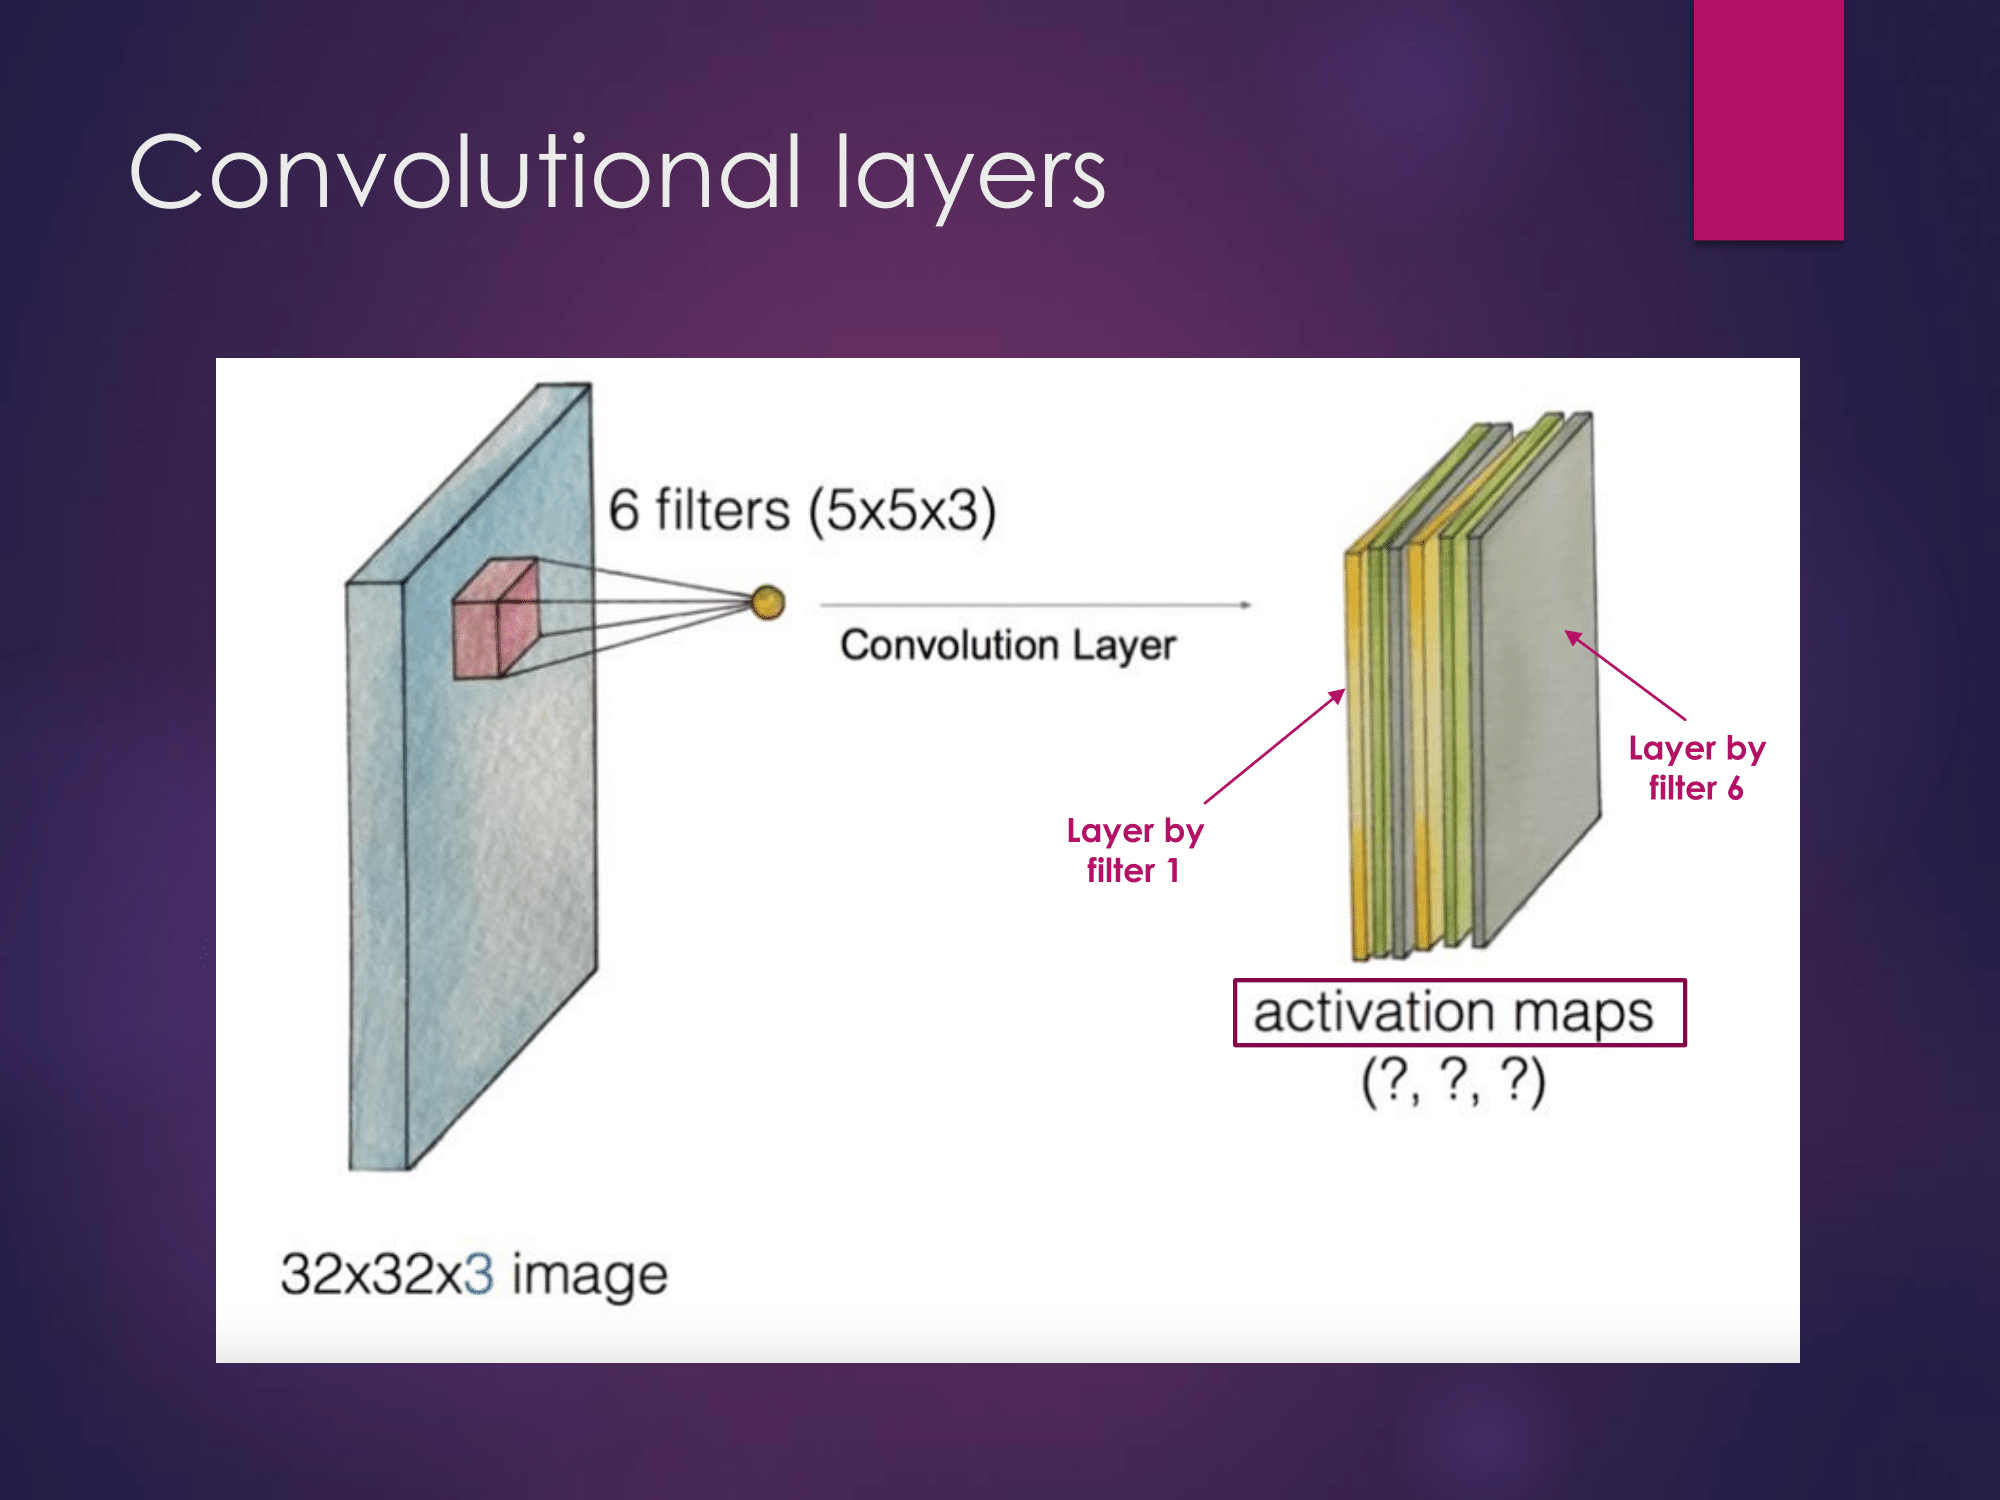 Convolutional layers
6 filters (5x5x3)
Convolution Layer
Layer by
filter 1
Layer by
filter 6
activation maps
(?, ?, ?)
32x32x3 image